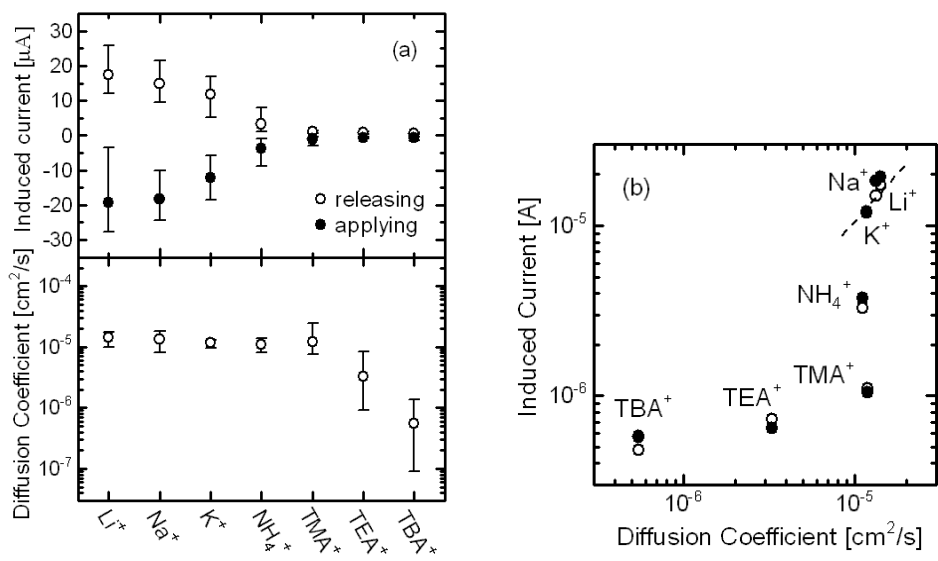 (a)
Induced current [μA]
30
20
10
0
-10
-20
-30
releasing
applying
Diffusion Coefficient [cm²/s]
10⁻⁴
10⁻⁵
10⁻⁶
10⁻⁷
Li⁺
Na⁺
K⁺
NH₄⁺
TMA⁺
TEA⁺
TBA⁺
(b)
Induced Current [A]
10⁻⁵
10⁻⁶
Na⁺
Li⁺
K⁺
NH₄⁺
TMA⁺
TEA⁺
TBA⁺
10⁻⁶
10⁻⁵
Diffusion Coefficient [cm²/s]